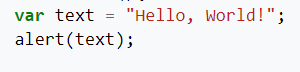 var text = "Hello, World!";
alert(text);